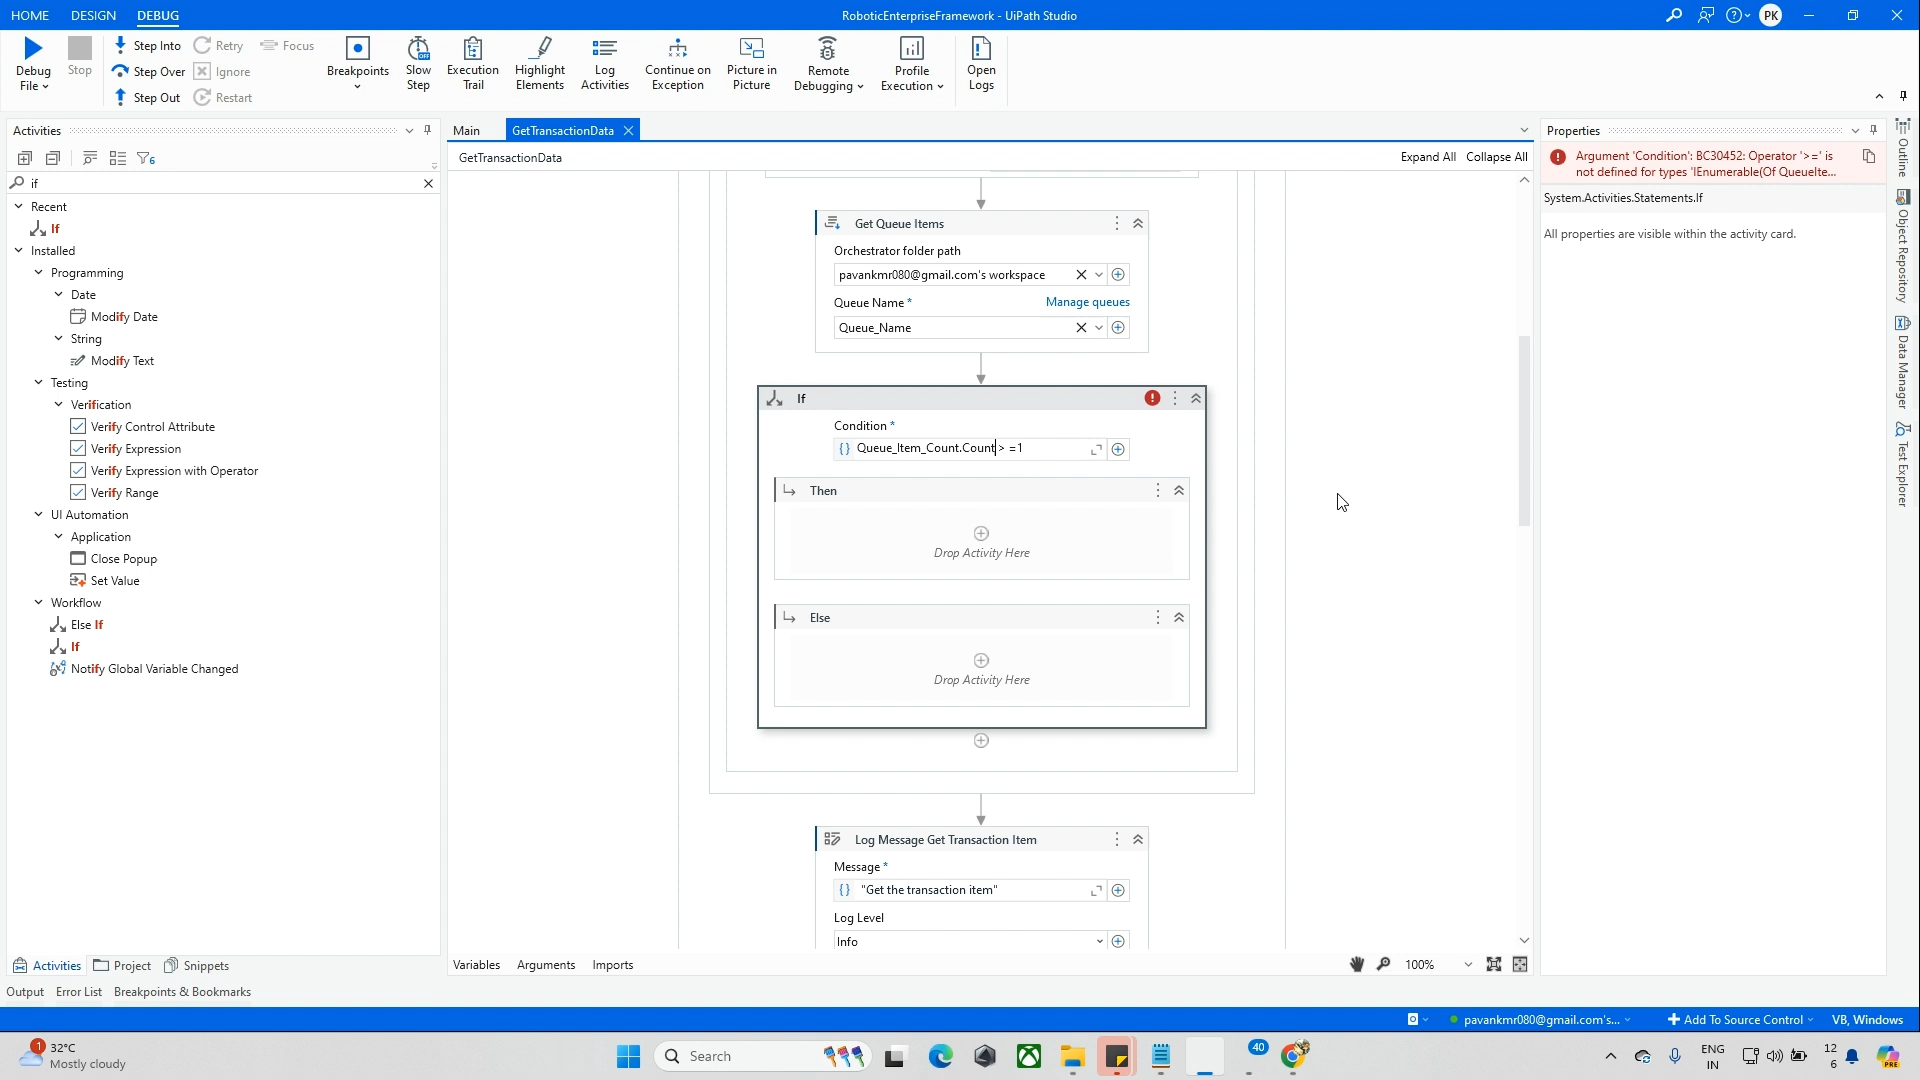 HOME DESIGN DEBUG RoboticEnterpriseFramework - UiPath Studio PK
Debug File Stop
Step Into Retry Focus
Step Over Ignore
Step Out Restart
Breakpoints
Slow Step
Execution Trail
Highlight Elements
Log Activities
Continue on Exception
Picture in Picture
Remote Debugging
Profile Execution
Open Logs
Activities
6
if
Recent
If
Installed
Programming
Date
Modify Date
String
Modify Text
Testing
Verification
Verify Control Attribute
Verify Expression
Verify Expression with Operator
Verify Range
UI Automation
Application
Close Popup
Set Value
Workflow
Else If
If
Notify Global Variable Changed
Activities Project Snippets
Output Error List Breakpoints & Bookmarks
Main GetTransactionData
GetTransactionData Expand All Collapse All
Get Queue Items
Orchestrator folder path
pavankmr080@gmail.com's workspace
Queue Name * Manage queues
Queue_Name
If
Condition *
{} Queue_Item_Count.Count> =1
Then
Drop Activity Here
Else
Drop Activity Here
Log Message Get Transaction Item
Message *
{} "Get the transaction item"
Log Level
Info
Variables Arguments Imports 100%
Properties
Argument 'Condition': BC30452: Operator '>=' is
not defined for types 'IEnumerable(Of QueueIte...
System.Activities.Statements.If
All properties are visible within the activity card.
Outline
Object Repository
Data Manager
Test Explorer
pavankmr080@gmail.com's... Add To Source Control VB, Windows
1
32°C
Mostly cloudy
Search
40
ENG
IN
12
6
PRE